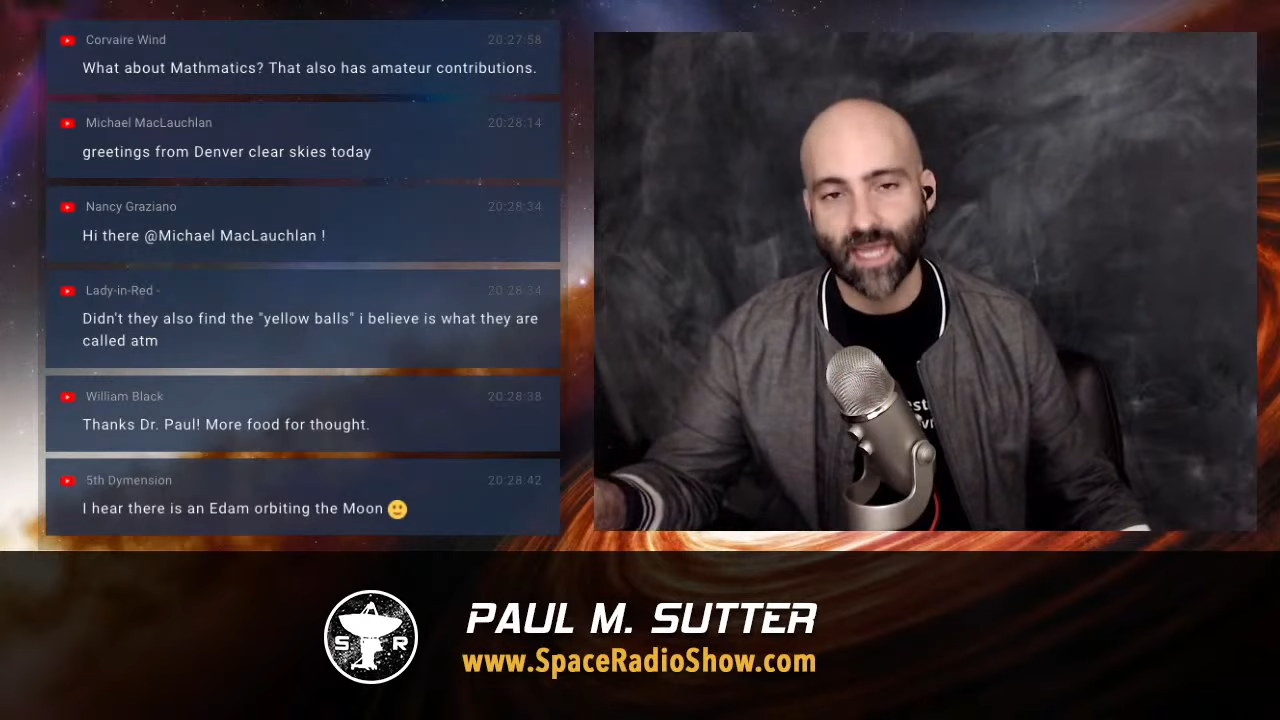 Corvaire Wind 20:27:58
What about Mathmatics? That also has amateur contributions.
Michael MacLauchlan 20:28:14
greetings from Denver clear skies today
Nancy Graziano 20:28:34
Hi there @Michael MacLauchlan !
Lady-in-Red - 20:28:34
Didn't they also find the "yellow balls" i believe is what they are
called atm
William Black 20:28:38
Thanks Dr. Paul! More food for thought.
5th Dymension 20:28:42
I hear there is an Edam orbiting the Moon 🙂
S R
PAUL M. SUTTER
www.SpaceRadioShow.com